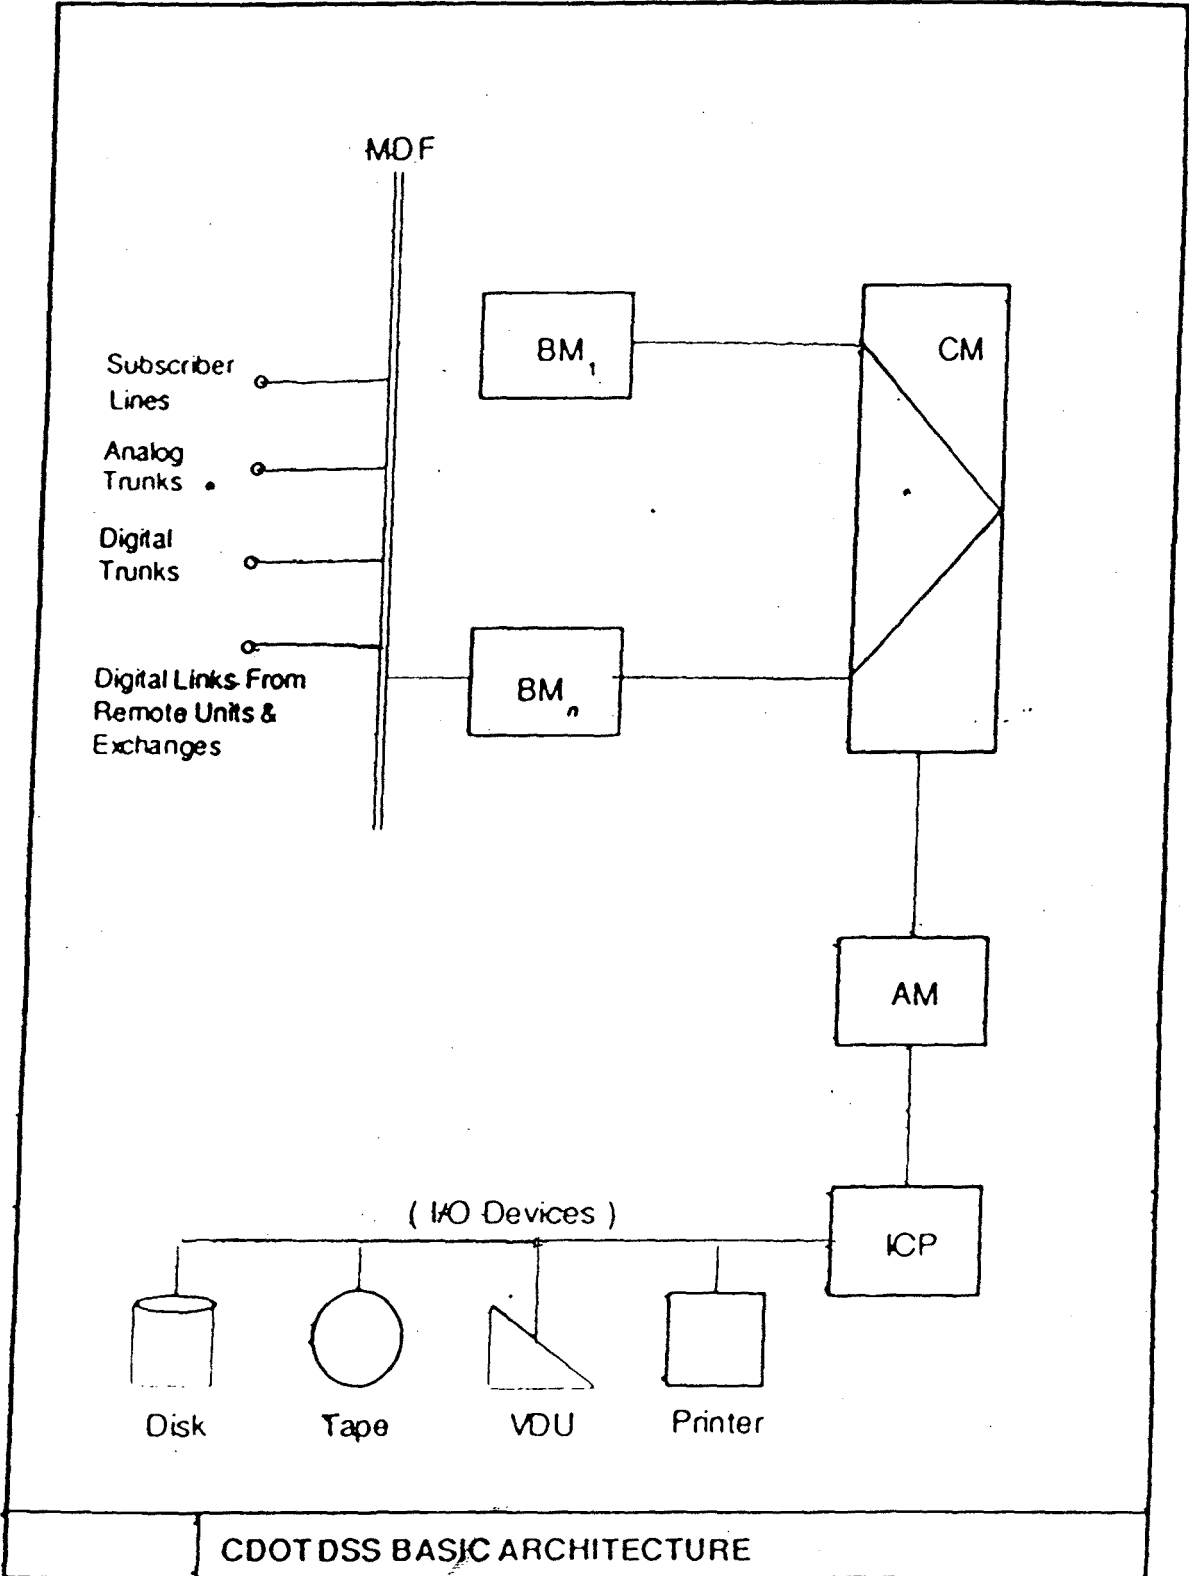 MDF
BM1
CM
Subscriber
Lines
Analog
Trunks
Digital
Trunks
BMn
Digital Links From
Remote Units &
Exchanges
AM
( I/O Devices )
ICP
Disk
Tape
VDU
Printer
CDOT DSS BASIC ARCHITECTURE